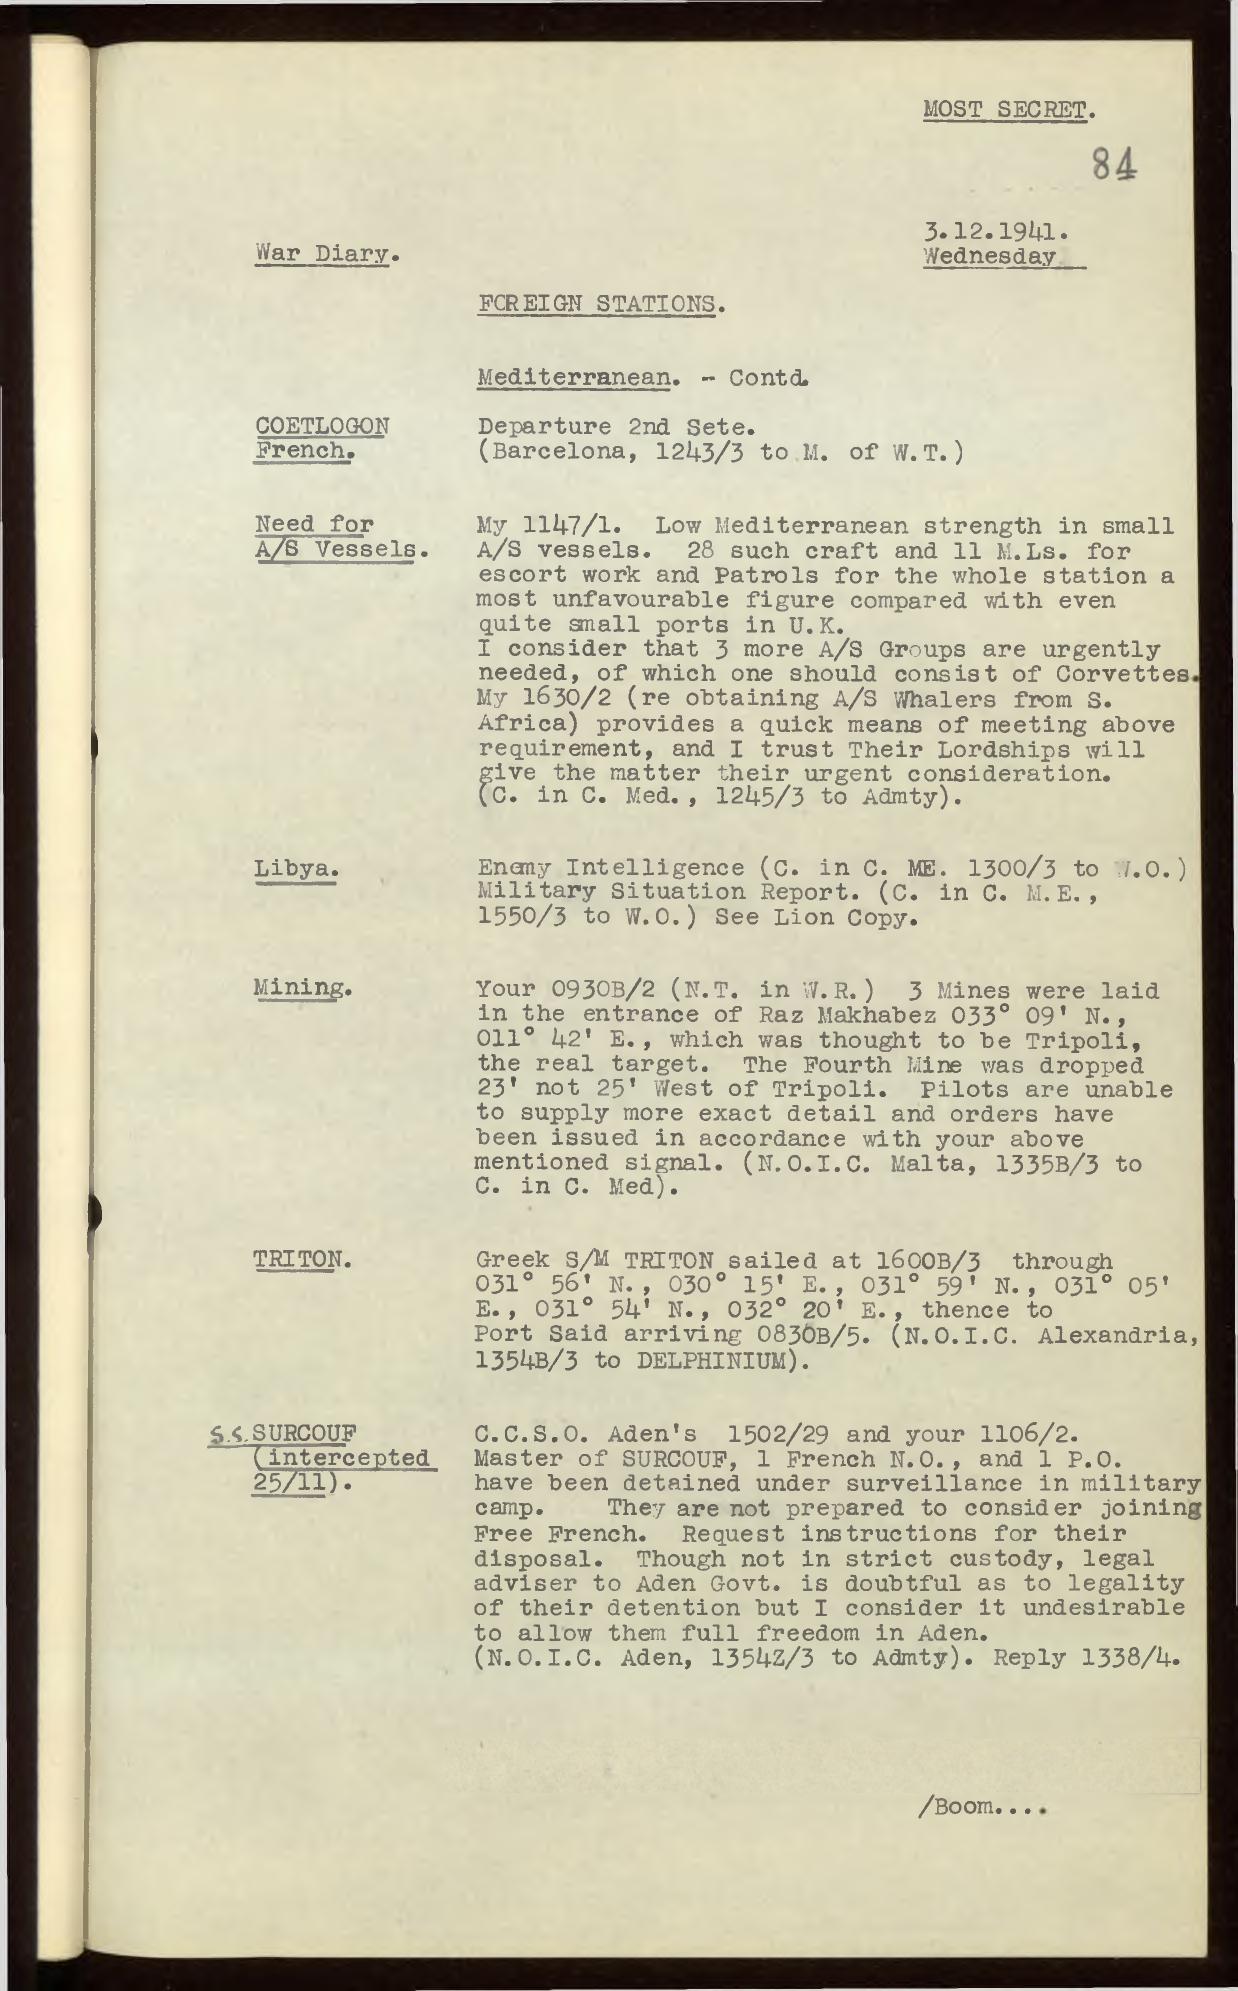 MOST SECRET.
84
3.12.1941.
War Diary.
Wednesday
FOREIGN STATIONS.
Mediterranean. - Contd.
COETLOGON
French.
Departure 2nd Sete.
(Barcelona, 1243/3 to M. of W.T.)
Need for
A/S Vessels.
My 1147/1. Low Mediterranean strength in small
A/S vessels. 28 such craft and 11 M.Ls. for
escort work and Patrols for the whole station a
most unfavourable figure compared with even
quite small ports in U.K.
I consider that 3 more A/S Groups are urgently
needed, of which one should consist of Corvettes.
My 1630/2 (re obtaining A/S Whalers from S.
Africa) provides a quick means of meeting above
requirement, and I trust Their Lordships will
give the matter their urgent consideration.
(C. in C. Med., 1245/3 to Admty).
Libya.
Enemy Intelligence (C. in C. ME. 1300/3 to W.O.)
Military Situation Report. (C. in C. M.E.,
1550/3 to W.O.) See Lion Copy.
Mining.
Your 0930B/2 (N.T. in W.R.) 3 Mines were laid
in the entrance of Raz Makhabez 033° 09' N.,
011° 42' E., which was thought to be Tripoli,
the real target. The Fourth Mine was dropped
23' not 25' West of Tripoli. Pilots are unable
to supply more exact detail and orders have
been issued in accordance with your above
mentioned signal. (N.O.I.C. Malta, 1335B/3 to
C. in C. Med).
TRITON.
Greek S/M TRITON sailed at 1600B/3 through
031° 56' N., 030° 15' E., 031° 59' N., 031° 05'
E., 031° 54' N., 032° 20' E., thence to
Port Said arriving 0830B/5. (N.O.I.C. Alexandria,
1354B/3 to DELPHINIUM).
S.S. SURCOUF
(intercepted
25/11).
C.C.S.O. Aden's 1502/29 and your 1106/2.
Master of SURCOUF, 1 French N.O., and 1 P.O.
have been detained under surveillance in military
camp. They are not prepared to consider joining
Free French. Request instructions for their
disposal. Though not in strict custody, legal
adviser to Aden Govt. is doubtful as to legality
of their detention but I consider it undesirable
to allow them full freedom in Aden.
(N.O.I.C. Aden, 1354Z/3 to Admty). Reply 1338/4.
/Boom....